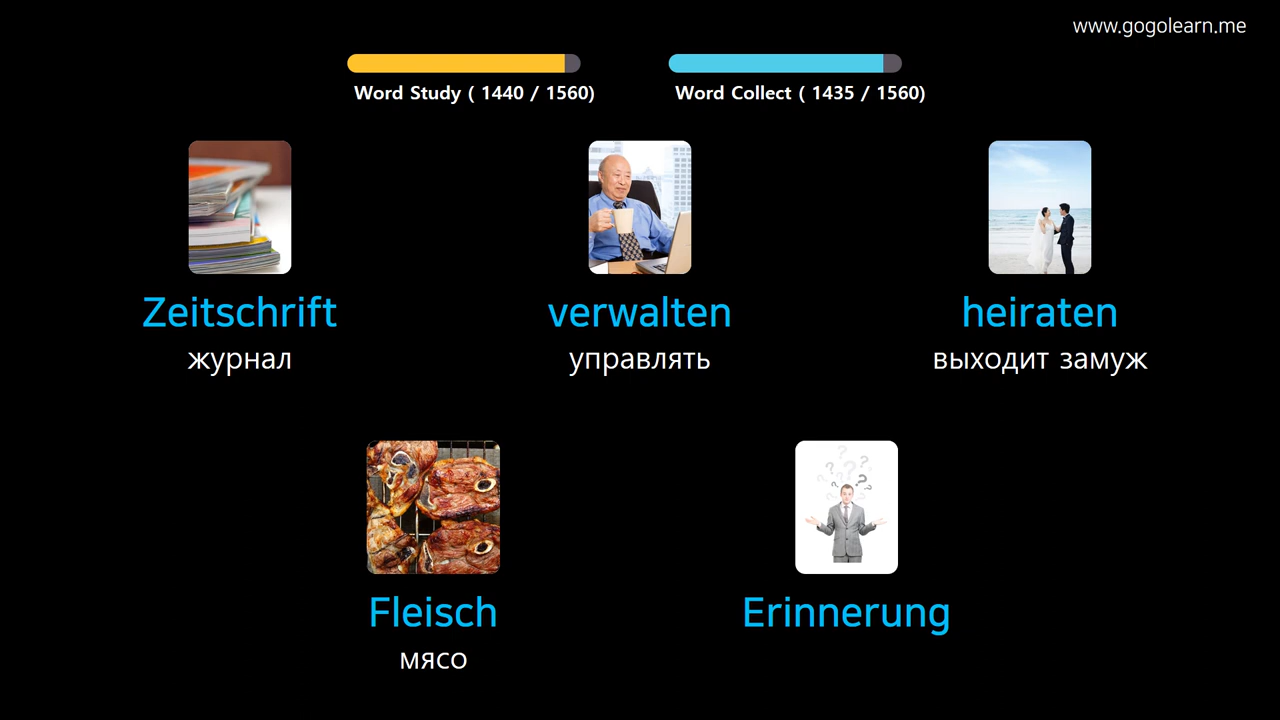 www.gogolearn.me
Word Study ( 1440 / 1560)
Word Collect ( 1435 / 1560)
Zeitschrift
журнал
verwalten
управлять
heiraten
выходит замуж
Fleisch
мясо
Erinnerung